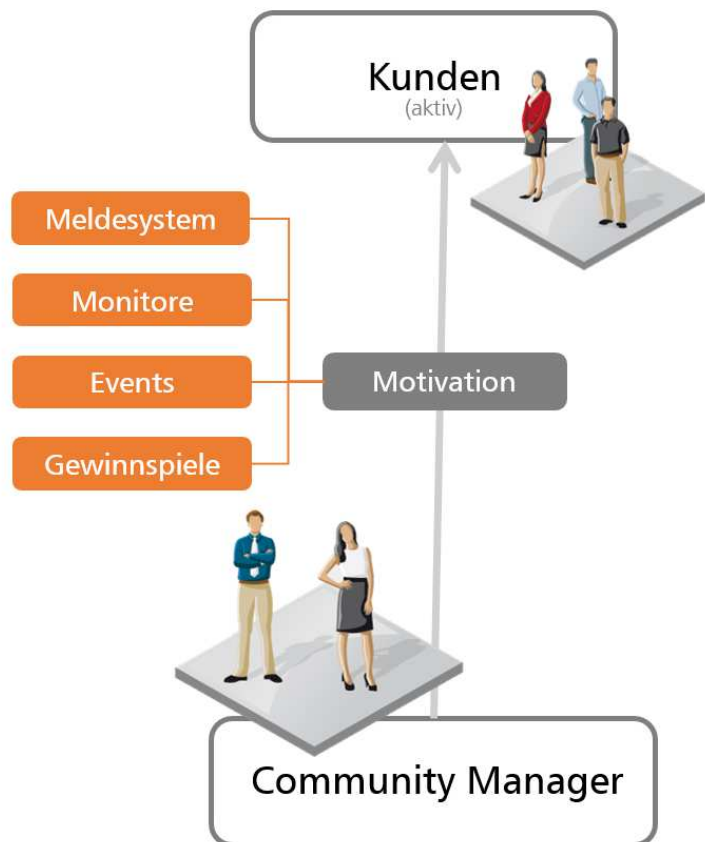 Kunden
(aktiv)
Meldesystem
Monitore
Events
Motivation
Gewinnspiele
Community Manager